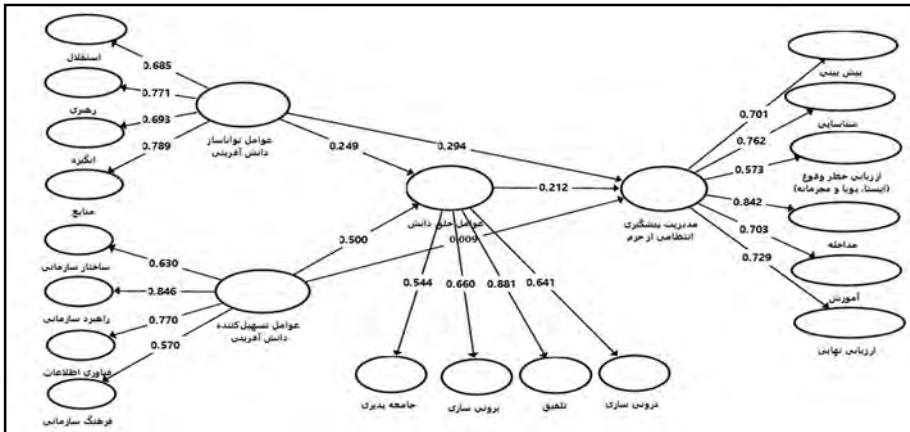 استقلال
0.685
رهبری
0.771
انگیزه
0.693
منابع
0.789
عوامل تواناساز
دانش آفرینی
0.249
0.294
ساختار سازمانی
0.630
راهبرد سازمانی
0.846
فناوری اطلاعات
0.770
فرهنگ سازمانی
0.570
عوامل تسهیل‌کننده
دانش آفرینی
0.500
0.009
عوامل خلق دانش
0.212
0.544
0.660
0.881
0.641
جامعه پذیری
برونی سازی
تلفیق
درونی سازی
مدیریت پیشگیری
انتظامی از جرم
پیش بینی
0.701
شناسایی
0.762
ارزیابی خطر وقوع
(ایستا، پویا و مجرمانه)
0.573
مداخله
0.842
آموزش
0.703
ارزیابی نهایی
0.729